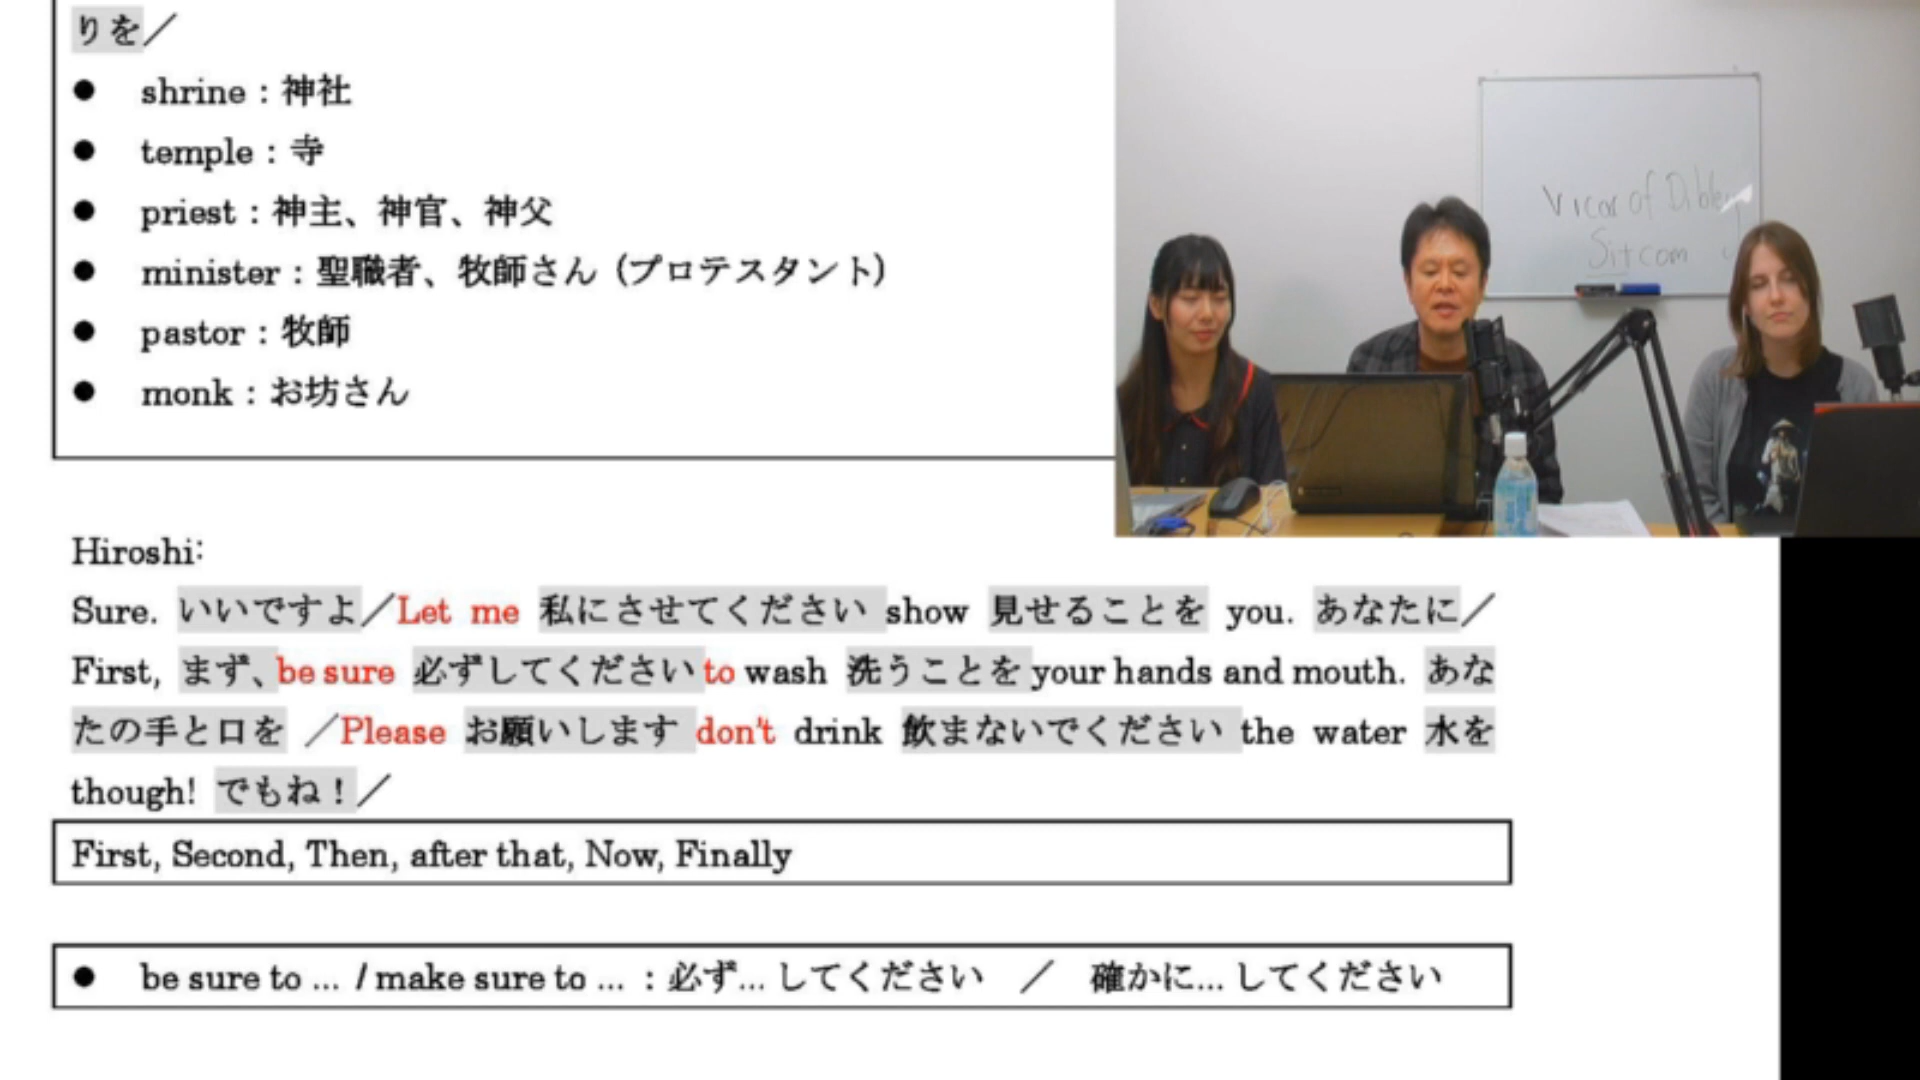 りを／
● shrine：神社
● temple：寺
● priest：神主、神官、神父
● minister：聖職者、牧師さん（プロテスタント）
● pastor：牧師
● monk：お坊さん
Vicar of Dibley
Sitcom
Hiroshi:
Sure. いいですよ／Let me 私にさせてください show 見せることを you. あなたに／
First, まず、be sure 必ずしてください to wash 洗うことを your hands and mouth. あな
たの手と口を ／Please お願いします don't drink 飲まないでください the water 水を
though! でもね！／
First, Second, Then, after that, Now, Finally
● be sure to ... / make sure to ... ：必ず... してください ／ 確かに... してください